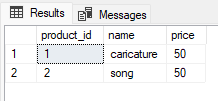 Results Messages
product_id name price
1 1 caricature 50
2 2 song 50